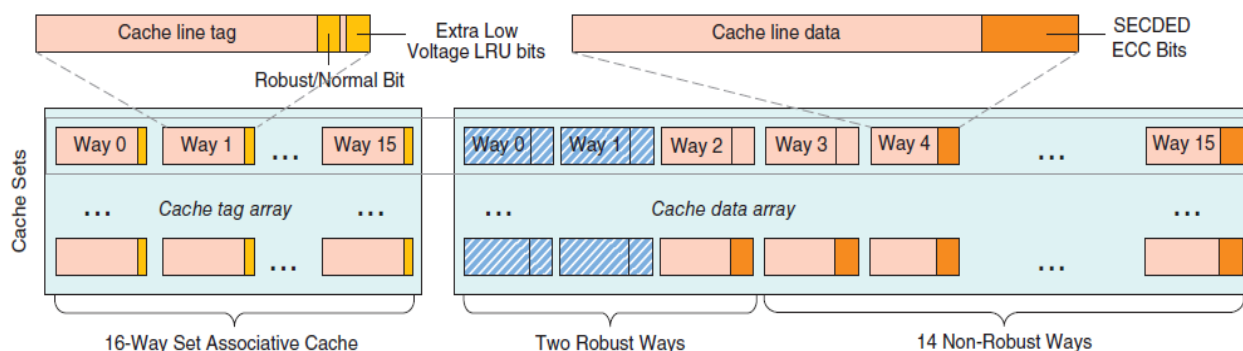 Cache line tag
Extra Low
Voltage LRU bits
Robust/Normal Bit
Cache line data
SECDED
ECC Bits
Cache Sets
Way 0
Way 1
...
Way 15
Way 0
Way 1
Way 2
Way 3
Way 4
...
Way 15
...
Cache tag array
...
...
Cache data array
...
...
...
16-Way Set Associative Cache
Two Robust Ways
14 Non-Robust Ways